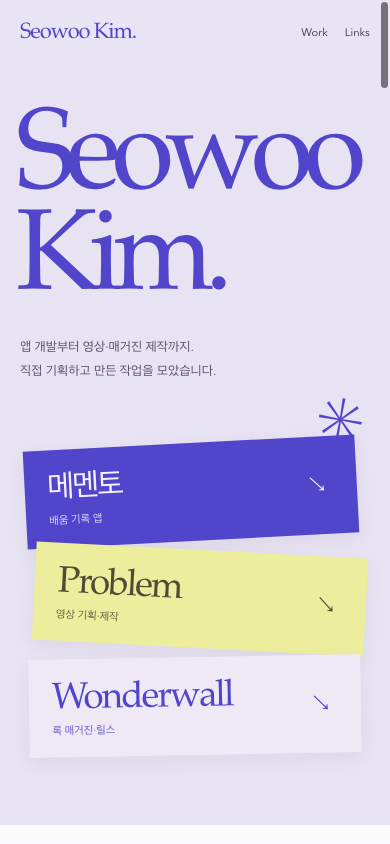 Seowoo Kim.
Work Links
Seowoo
Kim.
앱 개발부터 영상·매거진 제작까지.
직접 기획하고 만든 작업을 모았습니다.
메멘토
배움 기록 앱
Problem
영상 기획·제작
Wonderwall
록 매거진·릴스